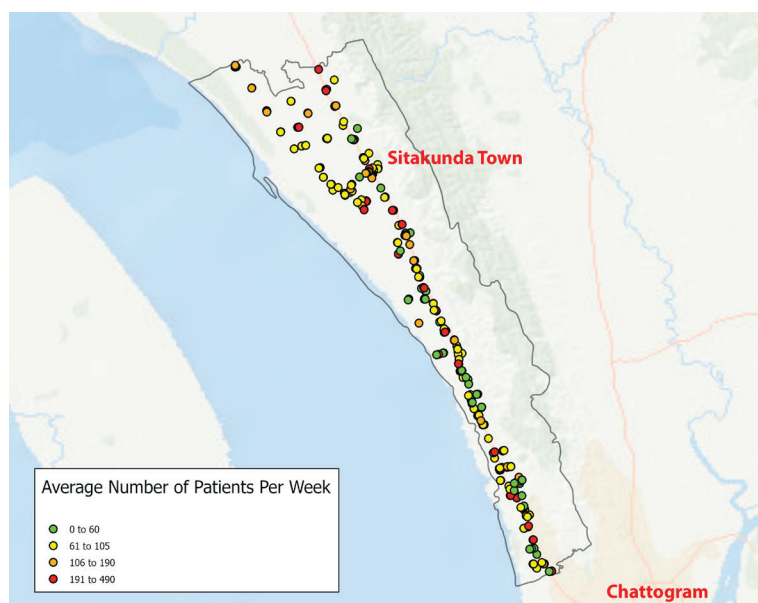 Sitakunda Town
Average Number of Patients Per Week
0 to 60
61 to 105
106 to 190
191 to 490
Chattogram